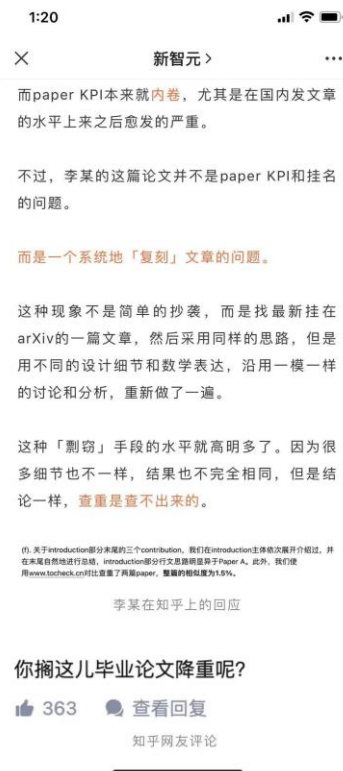 1:20
新智元
而paper KPI本来就内卷，尤其是在国内发文章
的水平上来之后愈发的严重。
不过，李某的这篇论文并不是paper KPI和挂名
的问题。
而是一个系统地「复刻」文章的问题。
这种现象不是简单的抄袭，而是找最新挂在
arXiv的一篇文章，然后采用同样的思路，但是
用不同的设计细节和数学表达，沿用一模一样
的讨论和分析，重新做了一遍。
这种「剽窃」手段的水平就高明多了。因为很
多细节也不一样，结果也不完全相同，但是结
论一样，查重是查不出来的。
(f). 关于introduction部分末尾的三个contribution，我们在introduction主体依次展开介绍过，并
在末尾自然地进行总结，introduction部分行文思路明显异于Paper A。此外，我们使
用www.tocheck.cn对比查重了两篇paper，整篇的相似度为1.5%。
李某在知乎上的回应
你搁这儿毕业论文降重呢?
363 查看回复
知乎网友评论